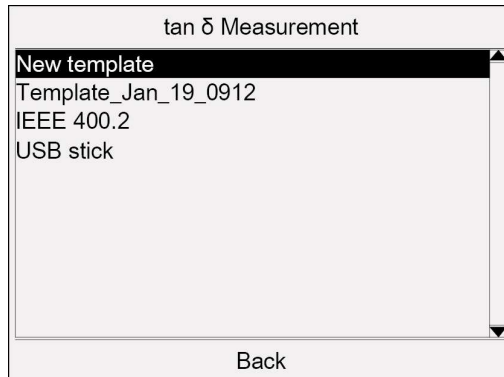 tan δ Measurement
New template
Template_Jan_19_0912
IEEE 400.2
USB stick
Back